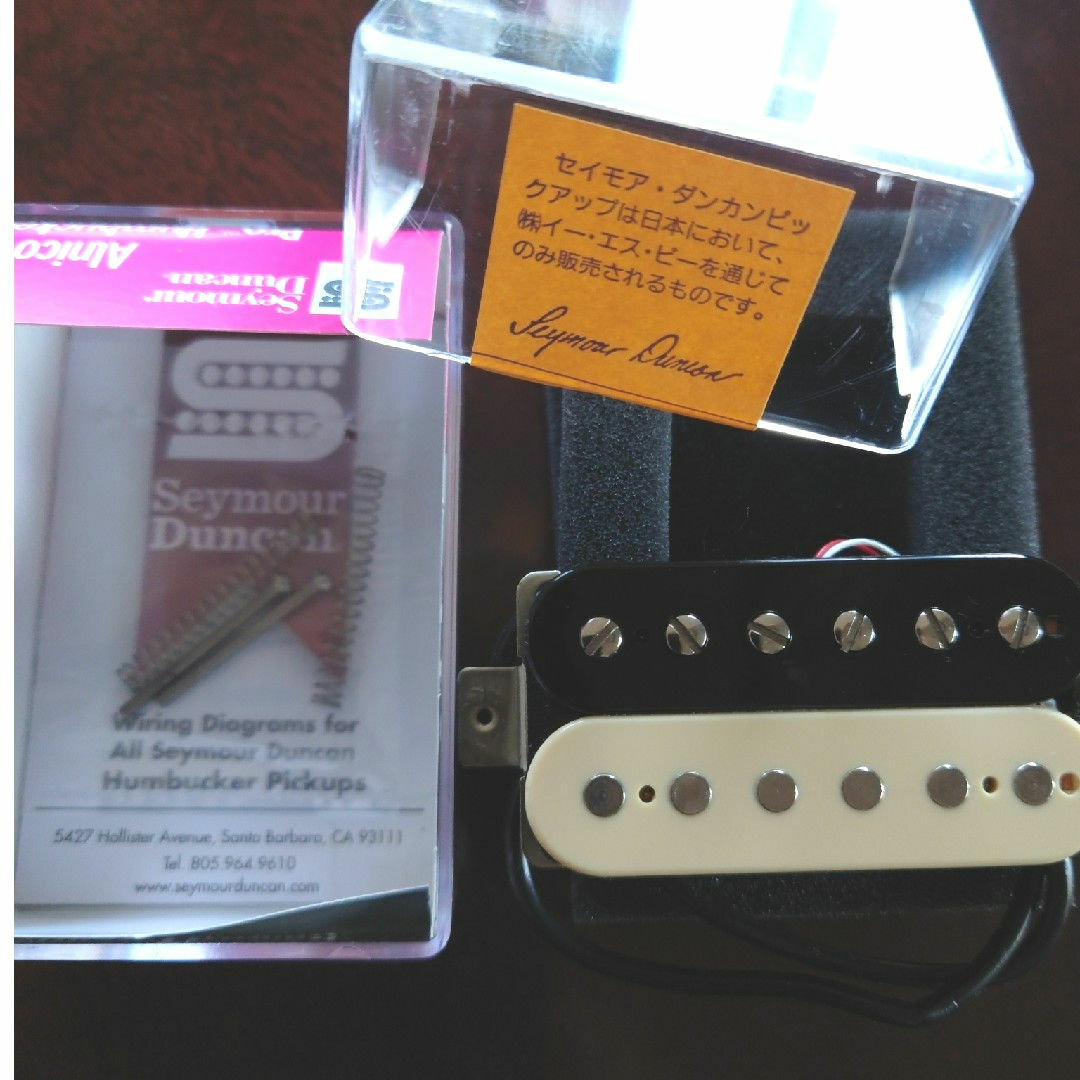 セイモア・ダンカンピッ
クアップは日本において、
㈱イー・エス・ピーを通じて
のみ販売されるものです。
Seymour Duncan
Alnico
Pro
Seymour
Duncan
Seymour
Duncan
Wiring Diagrams for
All Seymour Duncan
Humbucker Pickups
5427 Hollister Avenue, Santa Barbara, CA 93111
Tel. 805.964.9610
www.seymourduncan.com